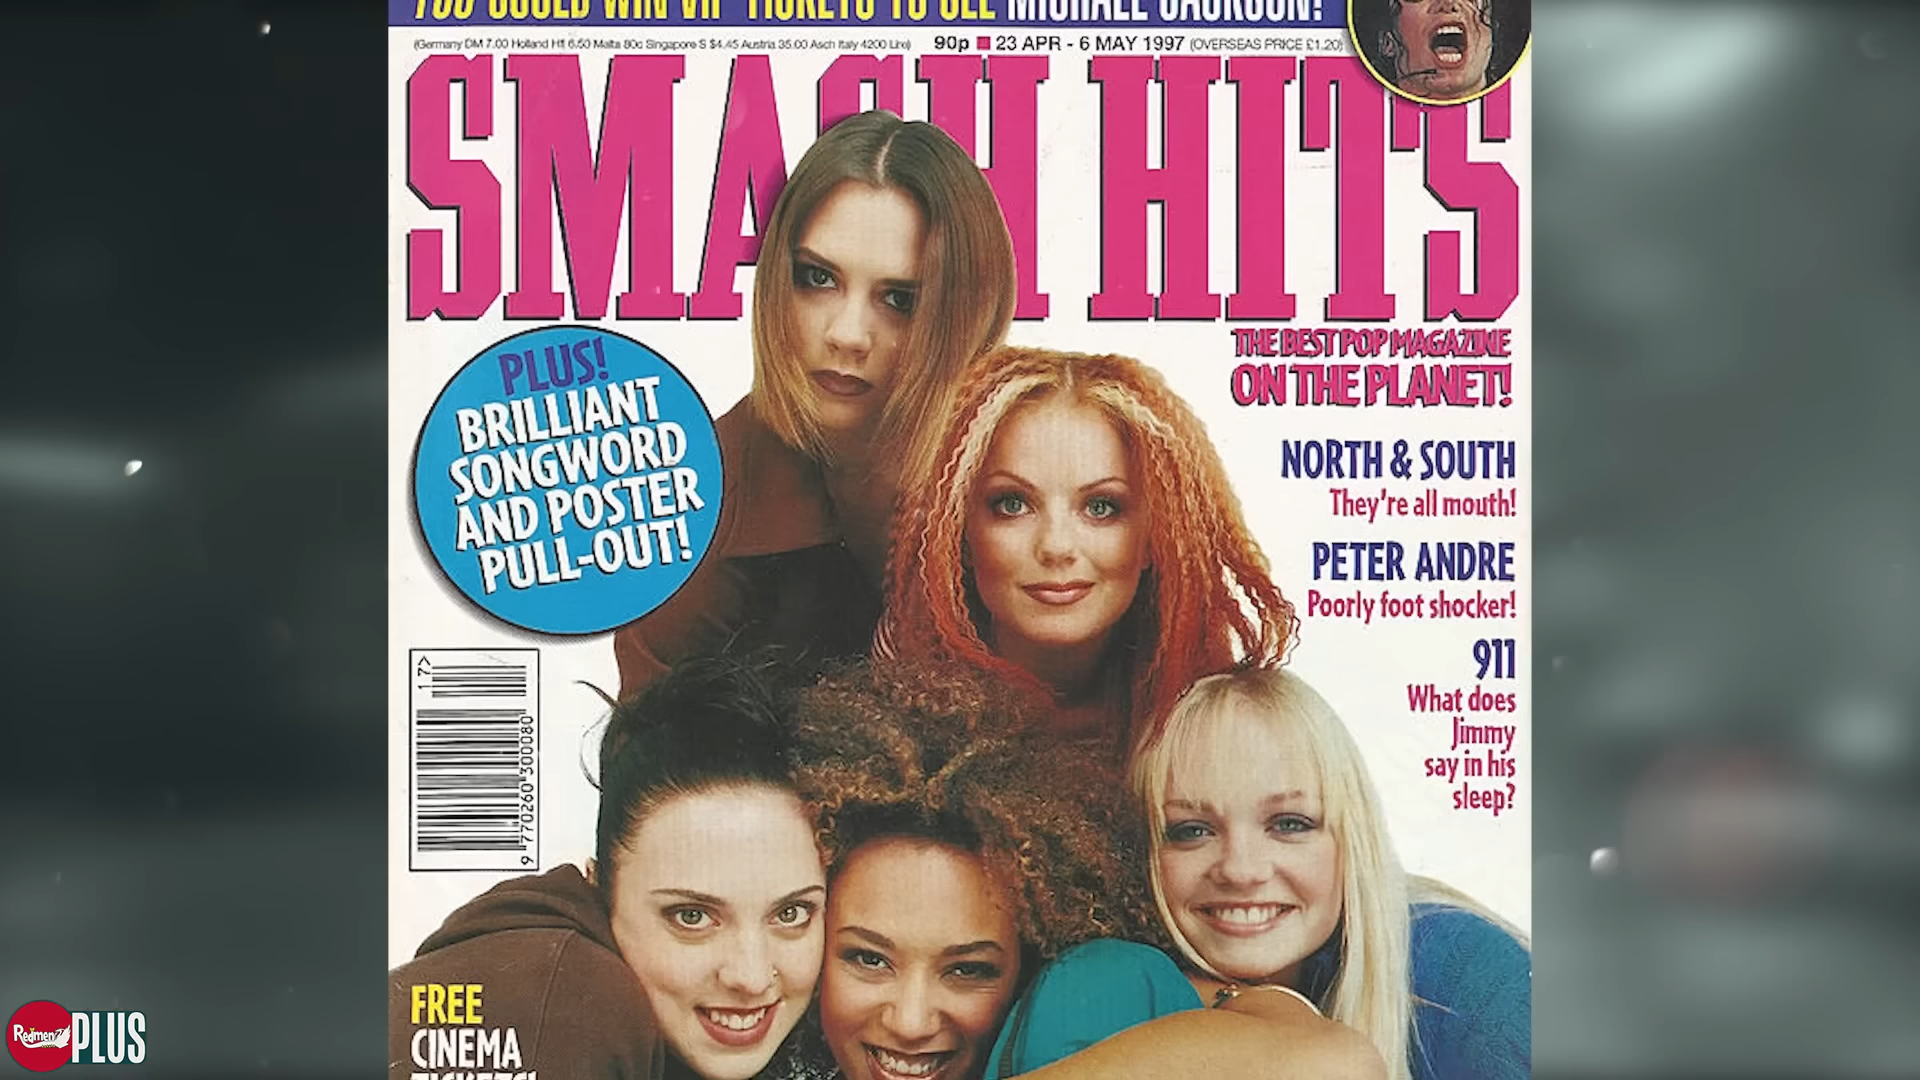 YOU COULD WIN VIP TICKETS TO SEE MICHAEL JACKSON!
(Germany DM 7.00 Holland Hfl 6.50 Malta 80c Singapore S $4.45 Austria 35.00 Asch Italy 4200 Lire) 90p 23 APR - 6 MAY 1997 (OVERSEAS PRICE £1.20)
SMASH HITS
THE BEST POP MAGAZINE
ON THE PLANET!
PLUS!
BRILLIANT
SONGWORD
AND POSTER
PULL-OUT!
NORTH & SOUTH
They're all mouth!
PETER ANDRE
Poorly foot shocker!
911
What does
Jimmy
say in his
sleep?
17>
9 770260 300080
FREE
CINEMA
TICKETS!
Redmen
PLUS